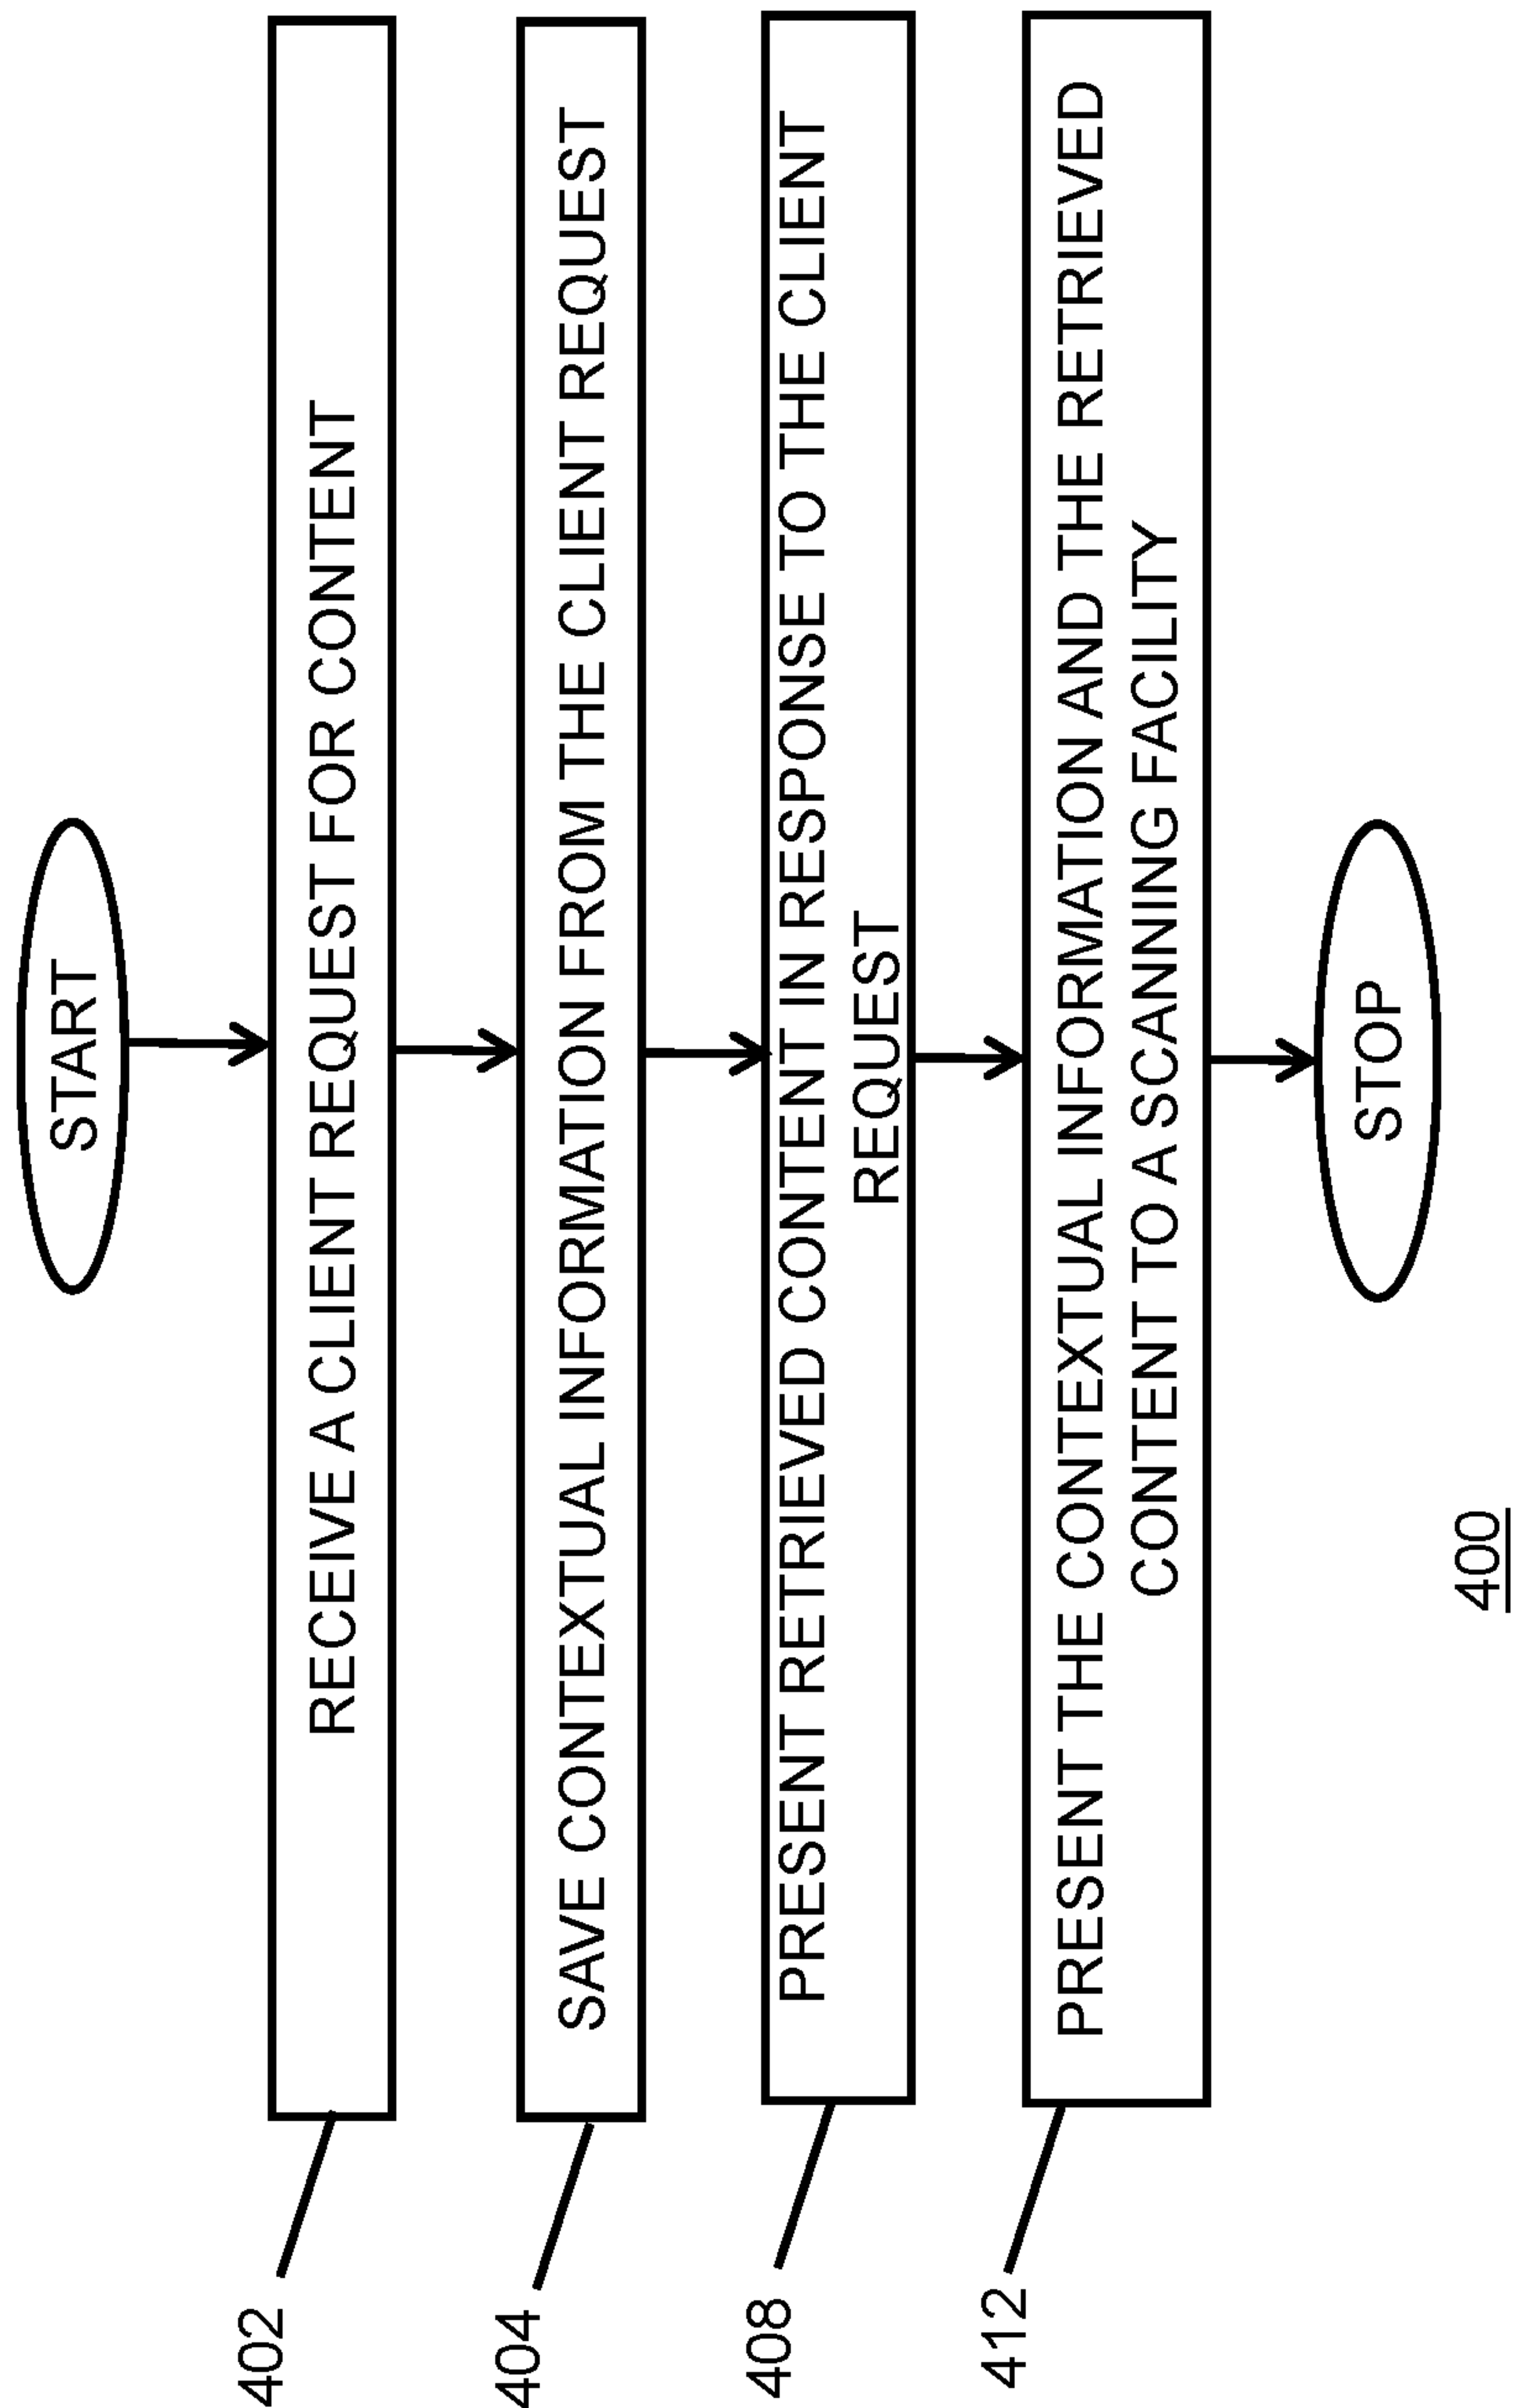 START
402
RECEIVE A CLIENT REQUEST FOR CONTENT
404
SAVE CONTEXTUAL INFORMATION FROM THE CLIENT REQUEST
408
PRESENT RETRIEVED CONTENT IN RESPONSE TO THE CLIENT
REQUEST
412
PRESENT THE CONTEXTUAL INFORMATION AND THE RETRIEVED
CONTENT TO A SCANNING FACILITY
STOP
400